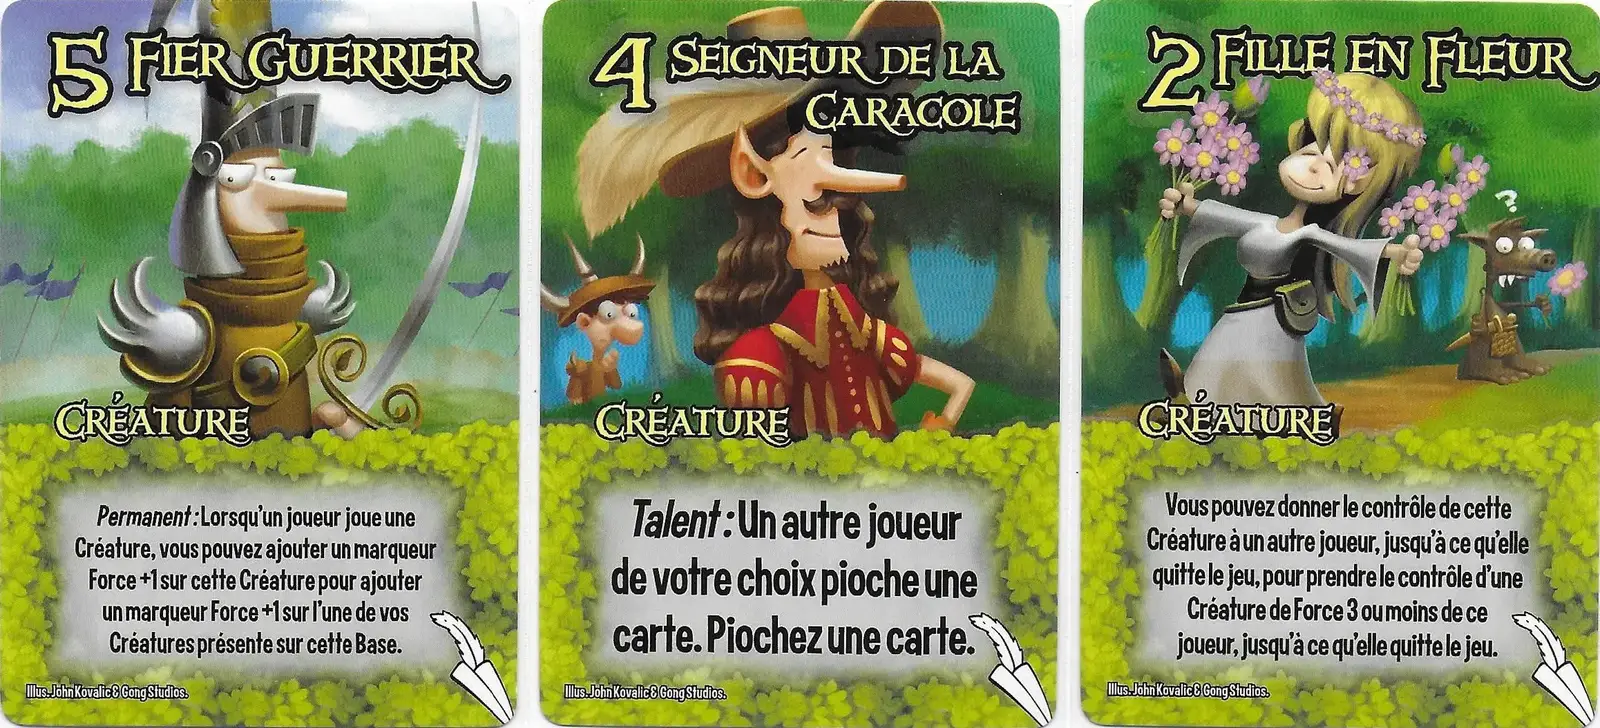 5 FIER GUERRIER
CRÉATURE
Permanent : Lorsqu'un joueur joue une
Créature, vous pouvez ajouter un marqueur
Force +1 sur cette Créature pour ajouter
un marqueur Force +1 sur l'une de vos
Créatures présente sur cette Base.
Illus. John Kovalic & Gong Studios.
4 SEIGNEUR DE LA
CARACOLE
CRÉATURE
Talent : Un autre joueur
de votre choix pioche une
carte. Piochez une carte.
Illus. John Kovalic & Gong Studios.
2 FILLE EN FLEUR
?
CRÉATURE
Vous pouvez donner le contrôle de cette
Créature à un autre joueur, jusqu'à ce qu'elle
quitte le jeu, pour prendre le contrôle d'une
Créature de Force 3 ou moins de ce
joueur, jusqu'à ce qu'elle quitte le jeu.
Illus. John Kovalic & Gong Studios.